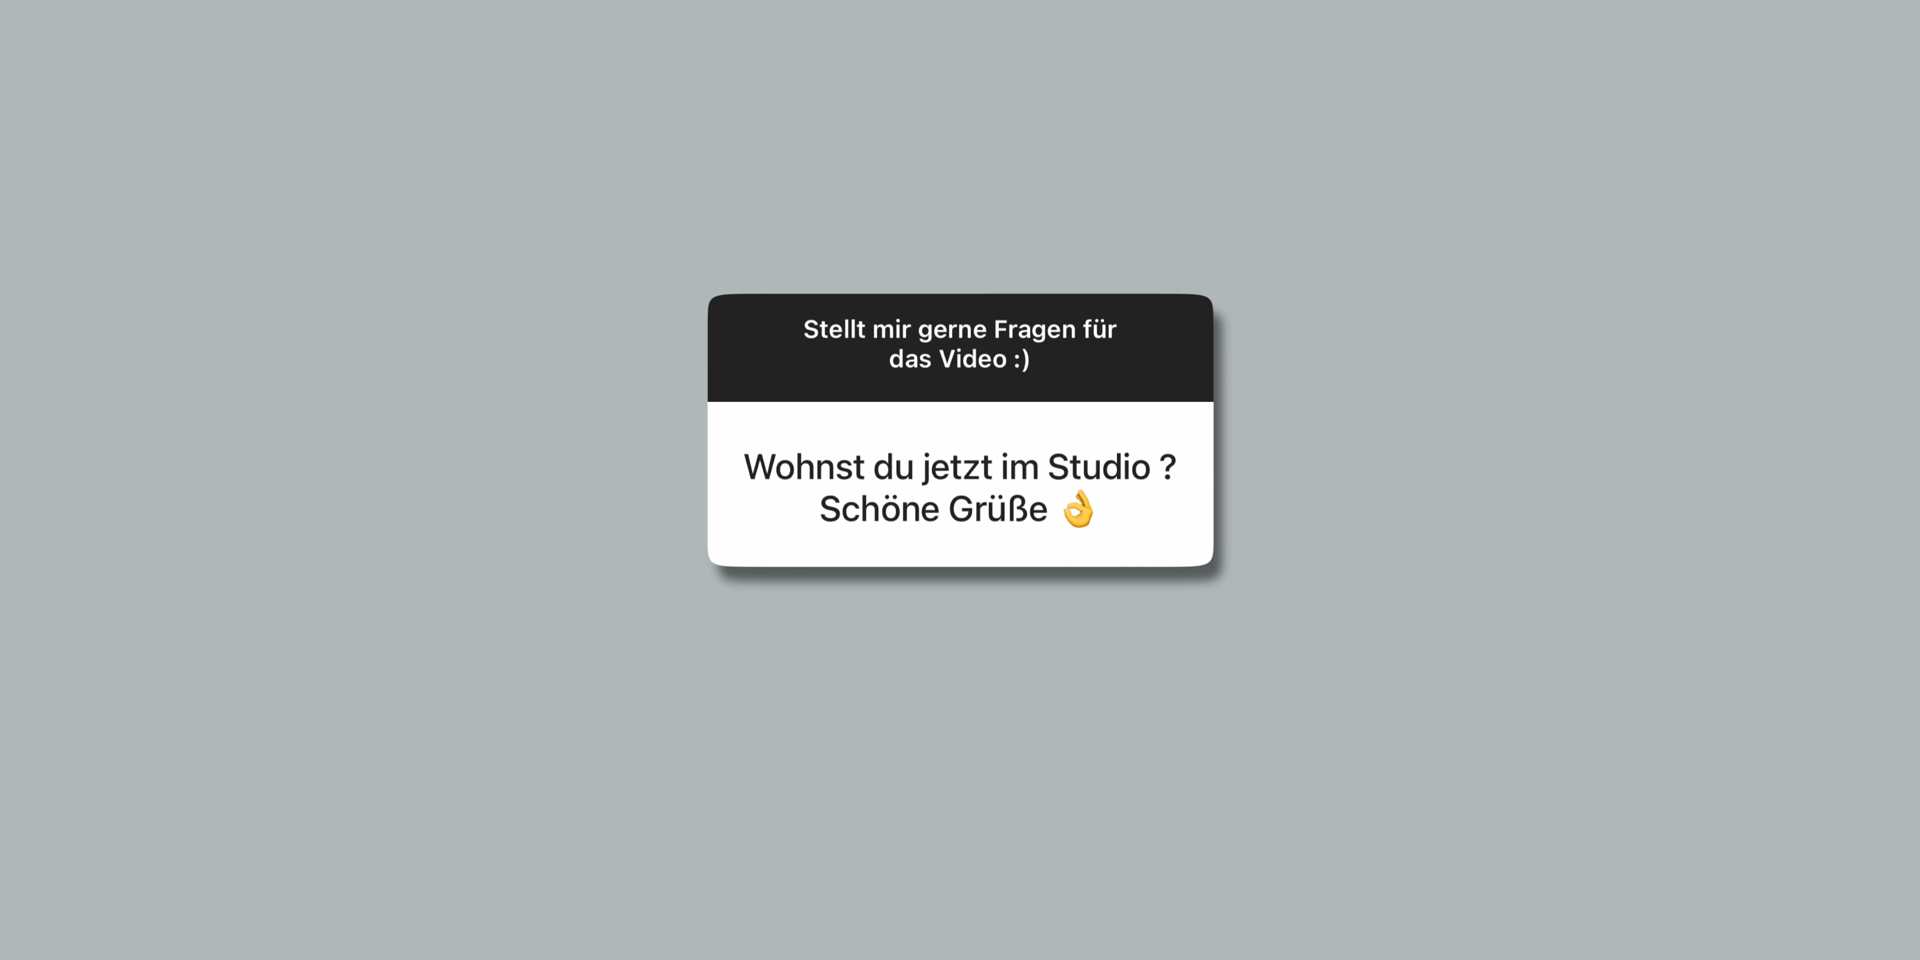 Stellt mir gerne Fragen für
das Video :)
Wohnst du jetzt im Studio ?
Schöne Grüße 👌